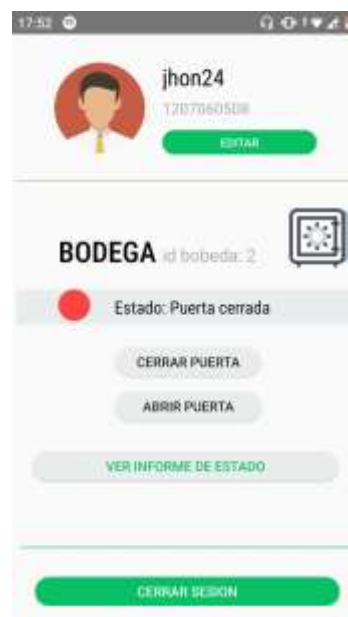 17:52
jhon24
1207060508
EDITAR
BODEGA id bobeda: 2
Estado: Puerta cerrada
CERRAR PUERTA
ABRIR PUERTA
VER INFORME DE ESTADO
CERRAR SESION